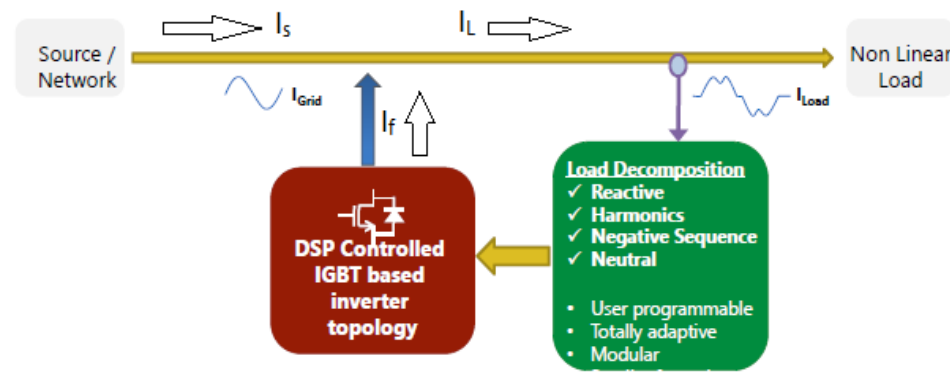 Source /
Network
I_S
I_L
Non Linear
Load
I_Grid
I_Load
I_f
DSP Controlled
IGBT based
inverter
topology
Load Decomposition
✓ Reactive
✓ Harmonics
✓ Negative Sequence
✓ Neutral
• User programmable
• Totally adaptive
• Modular